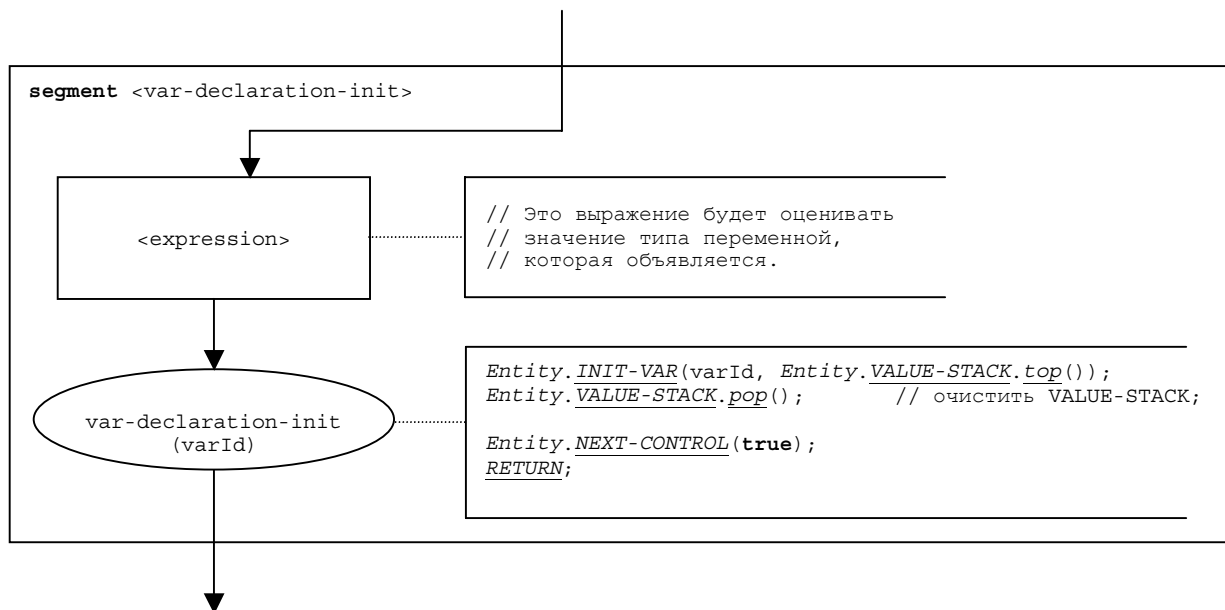 segment <var-declaration-init>
<expression>
// Это выражение будет оценивать
// значение типа переменной,
// которая объявляется.
var-declaration-init
(varId)
Entity.INIT-VAR(varId, Entity.VALUE-STACK.top());
Entity.VALUE-STACK.pop(); // очистить VALUE-STACK;
Entity.NEXT-CONTROL(true);
RETURN;